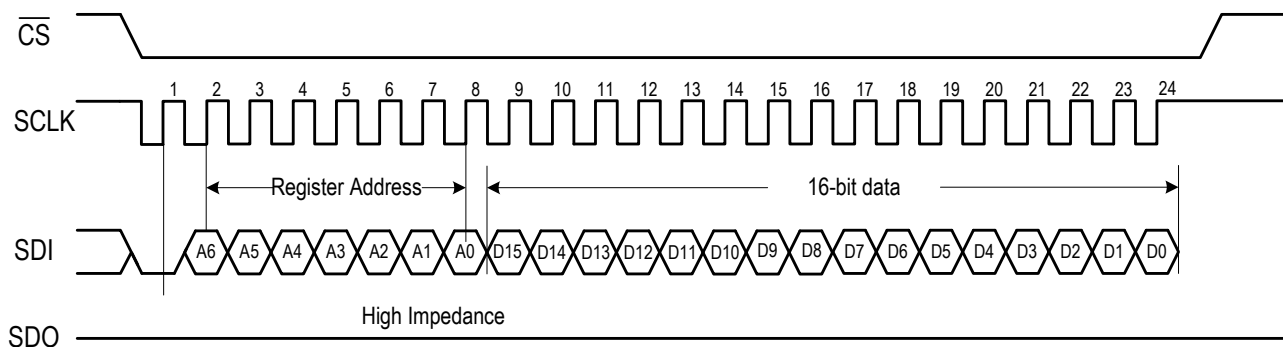 CS
1 2 3 4 5 6 7 8 9 10 11 12 13 14 15 16 17 18 19 20 21 22 23 24
SCLK
Register Address 16-bit data
SDI A6 A5 A4 A3 A2 A1 A0 D15 D14 D13 D12 D11 D10 D9 D8 D7 D6 D5 D4 D3 D2 D1 D0
High Impedance
SDO